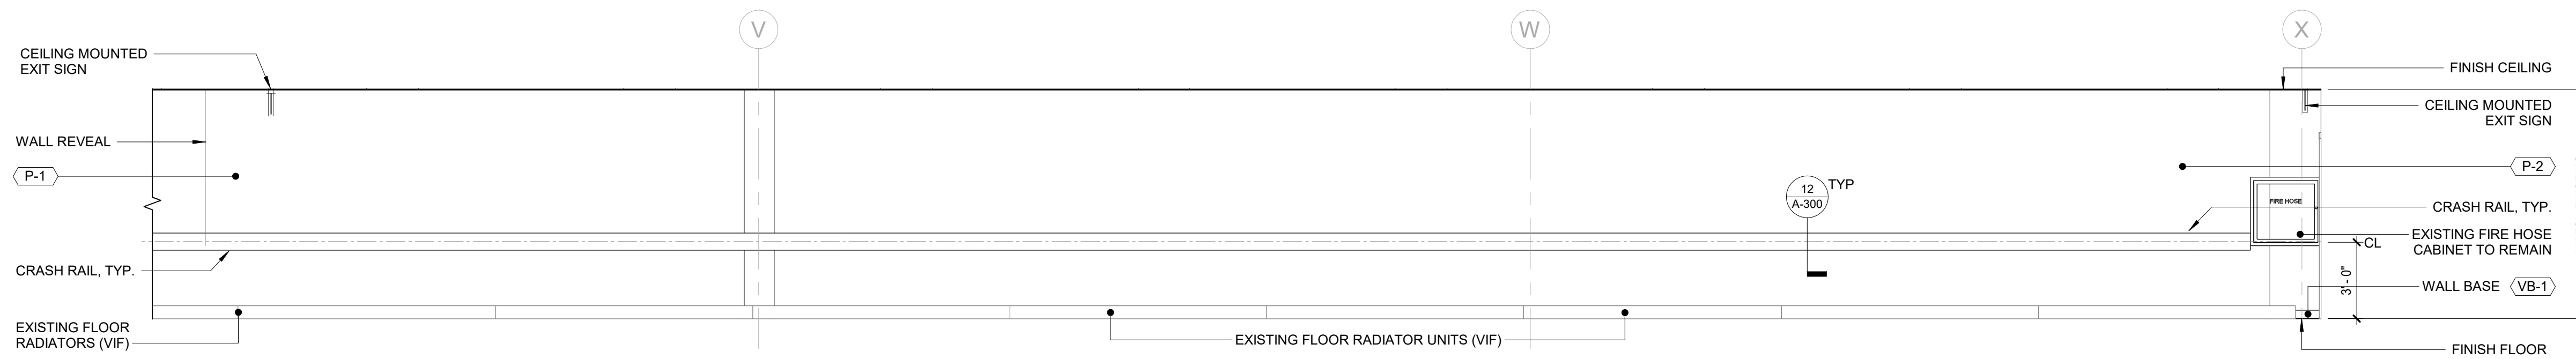 V
W
X
CEILING MOUNTED
EXIT SIGN
FINISH CEILING
CEILING MOUNTED
EXIT SIGN
WALL REVEAL
P-1
P-2
12
A-300
TYP
FIRE HOSE
CRASH RAIL, TYP.
EXISTING FIRE HOSE
CABINET TO REMAIN
CL
CRASH RAIL, TYP.
3'-0"
WALL BASE
VB-1
EXISTING FLOOR
RADIATORS (VIF)
EXISTING FLOOR RADIATOR UNITS (VIF)
FINISH FLOOR